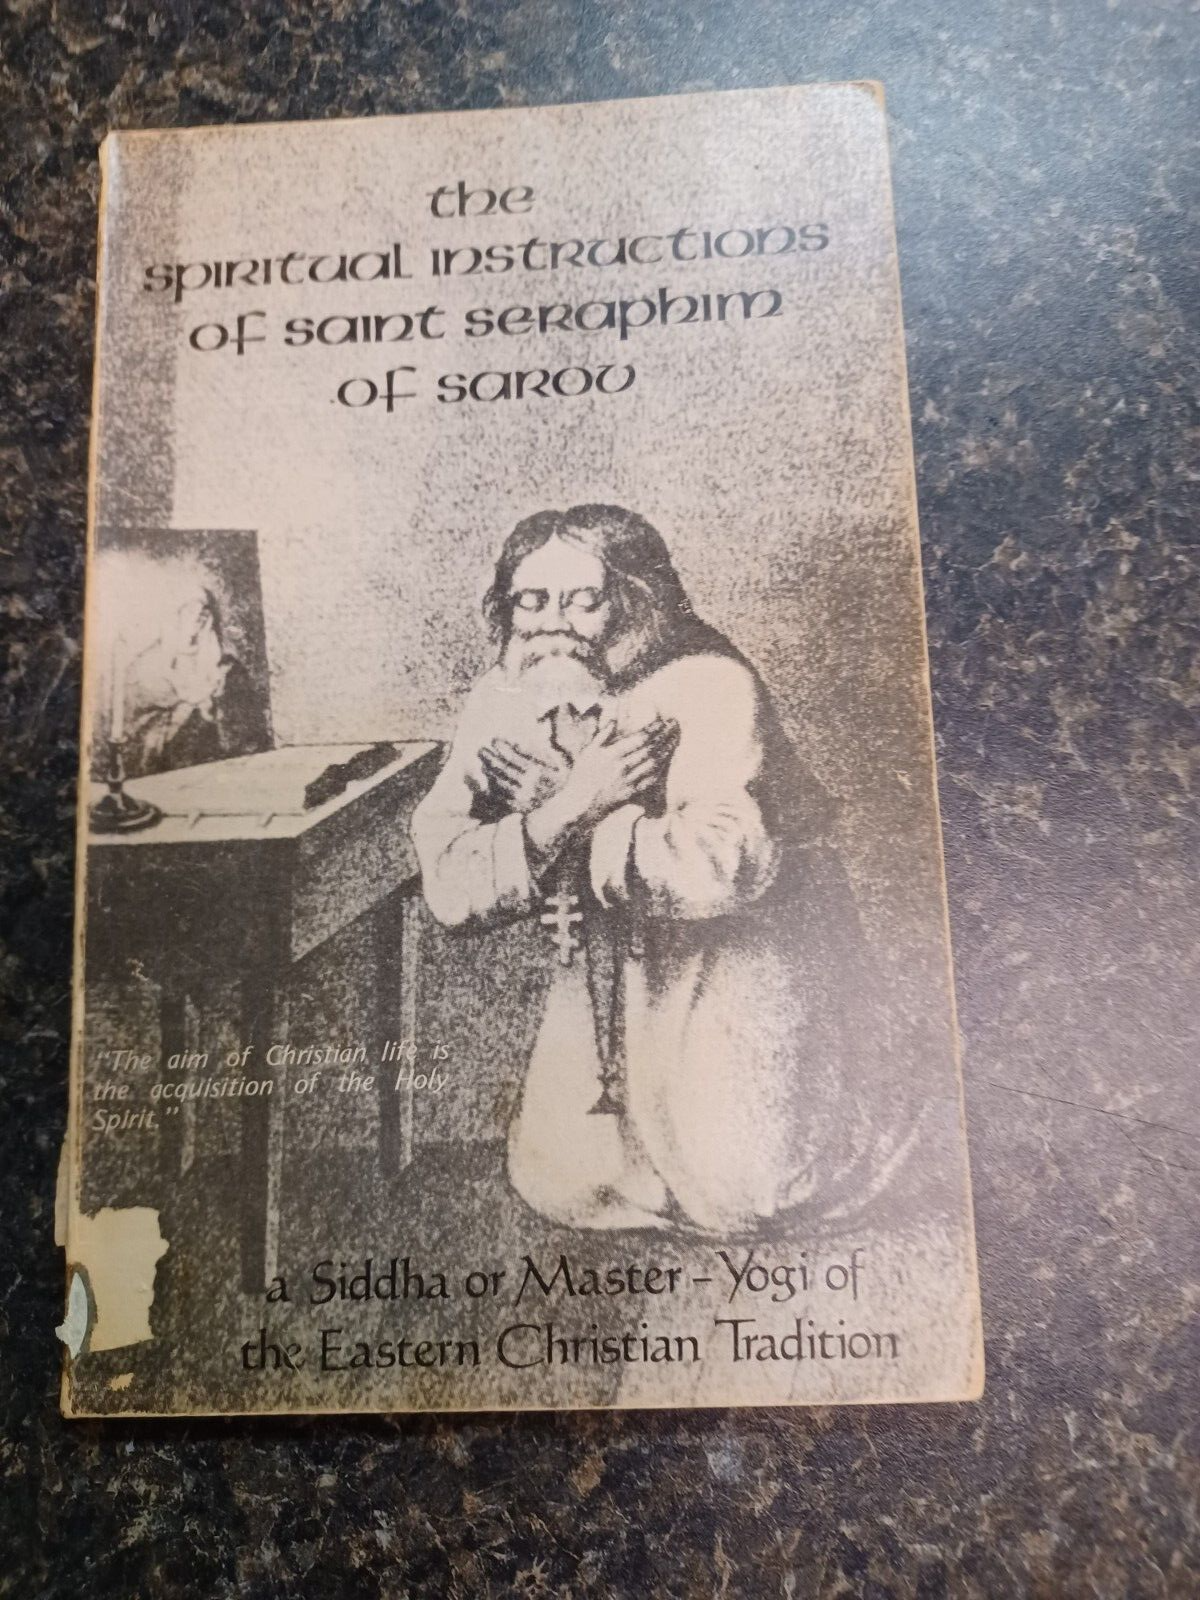 the
spiritual instructions
of saint seraphim
of sarov
"The aim of Christian life is
the acquisition of the Holy
Spirit."
a Siddha or Master-Yogi of
the Eastern Christian Tradition